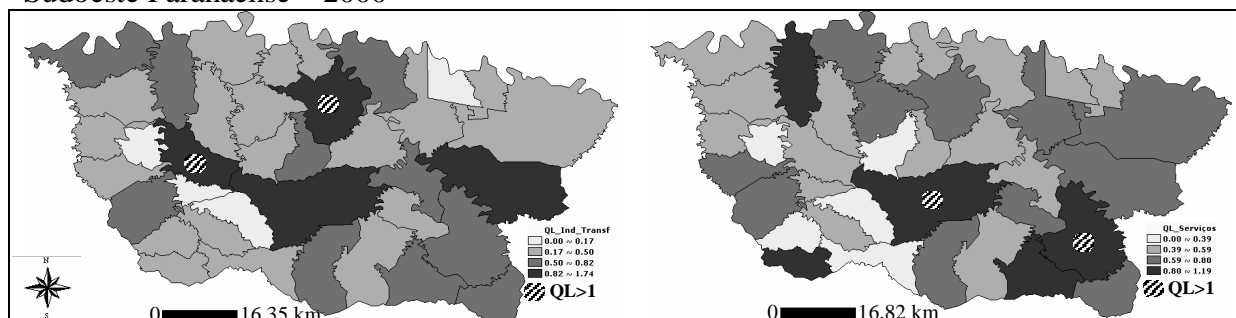 Sudoeste Paranaense – 2000
QL_Ind_Transf
0.00 ~ 0.17
0.17 ~ 0.50
0.50 ~ 0.82
0.82 ~ 1.74
QL>1
N
S
0 16,35 km
QL_Serviços
0.00 ~ 0.39
0.39 ~ 0.59
0.59 ~ 0.80
0.80 ~ 1.19
QL>1
0 16,82 km